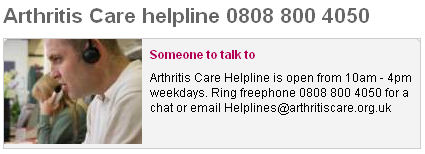 Arthritis Care helpline 0808 800 4050
Someone to talk to
Arthritis Care Helpline is open from 10am - 4pm
weekdays. Ring freephone 0808 800 4050 for a
chat or email Helplines@arthritiscare.org.uk